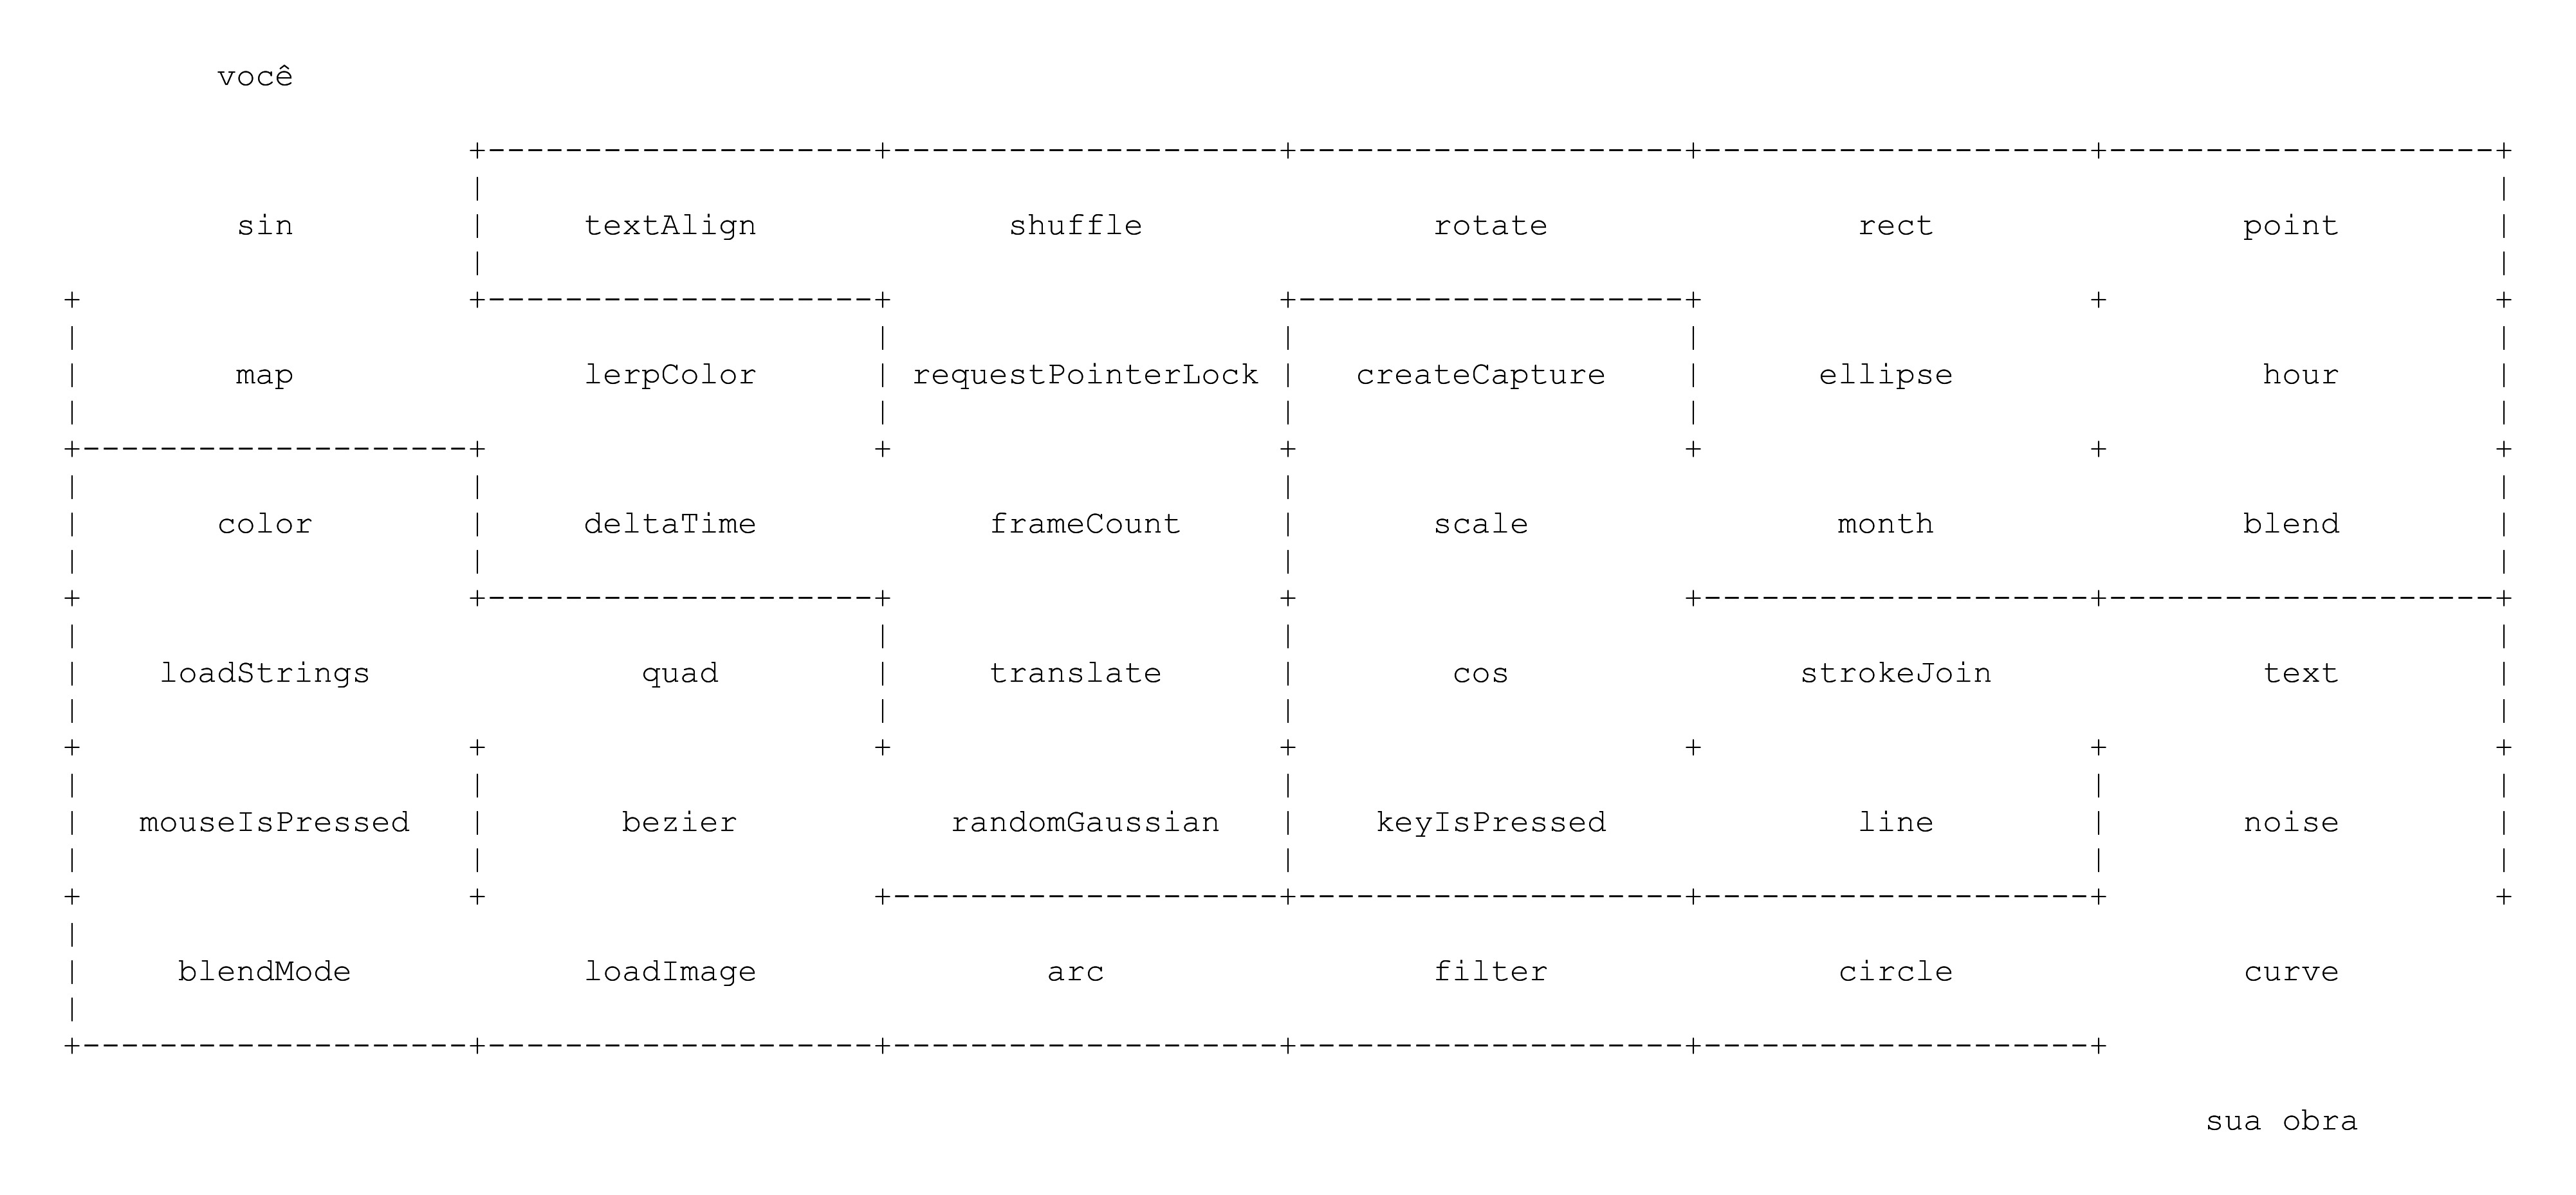 você
sin textAlign shuffle rotate rect point
map lerpColor requestPointerLock createCapture ellipse hour
color deltaTime frameCount scale month blend
loadStrings quad translate cos strokeJoin text
mouseIsPressed bezier randomGaussian keyIsPressed line noise
blendMode loadImage arc filter circle curve
sua obra